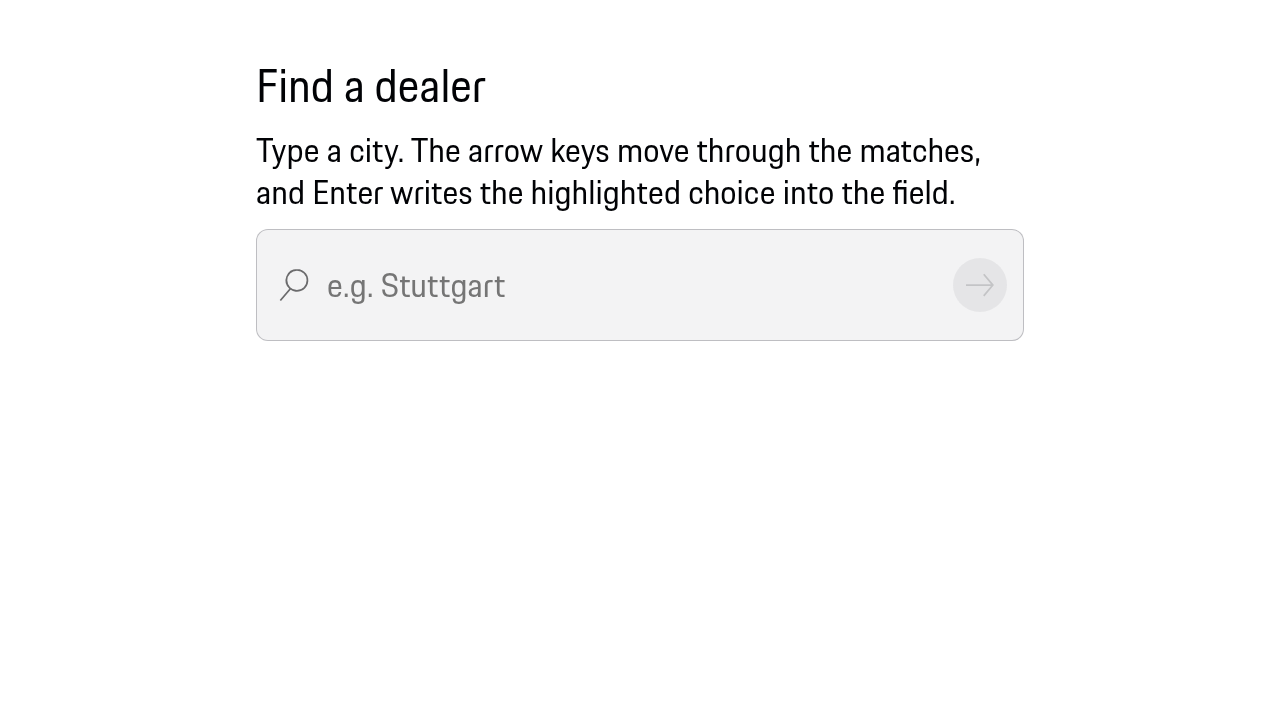 Find a dealer
Type a city. The arrow keys move through the matches,
and Enter writes the highlighted choice into the field.
e.g. Stuttgart